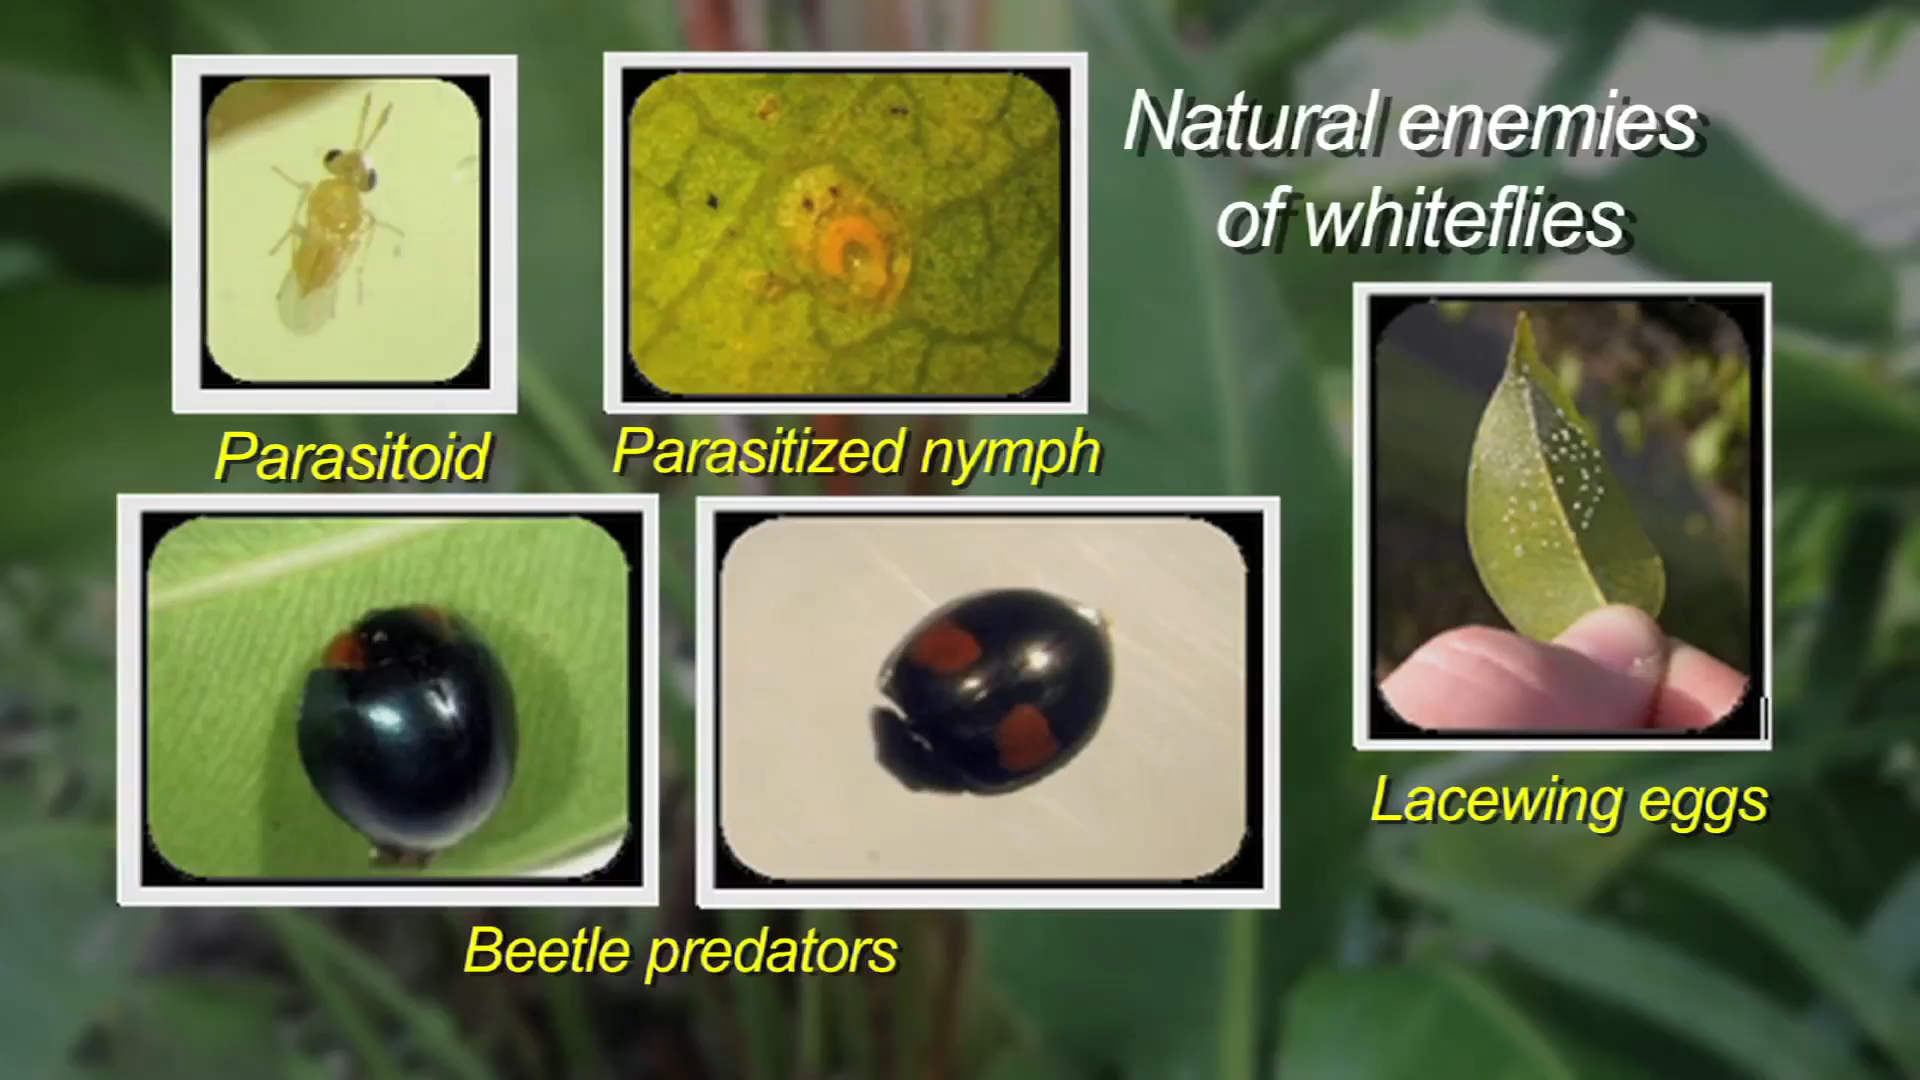 Natural enemies
of whiteflies
Parasitoid
Parasitized nymph
Lacewing eggs
Beetle predators